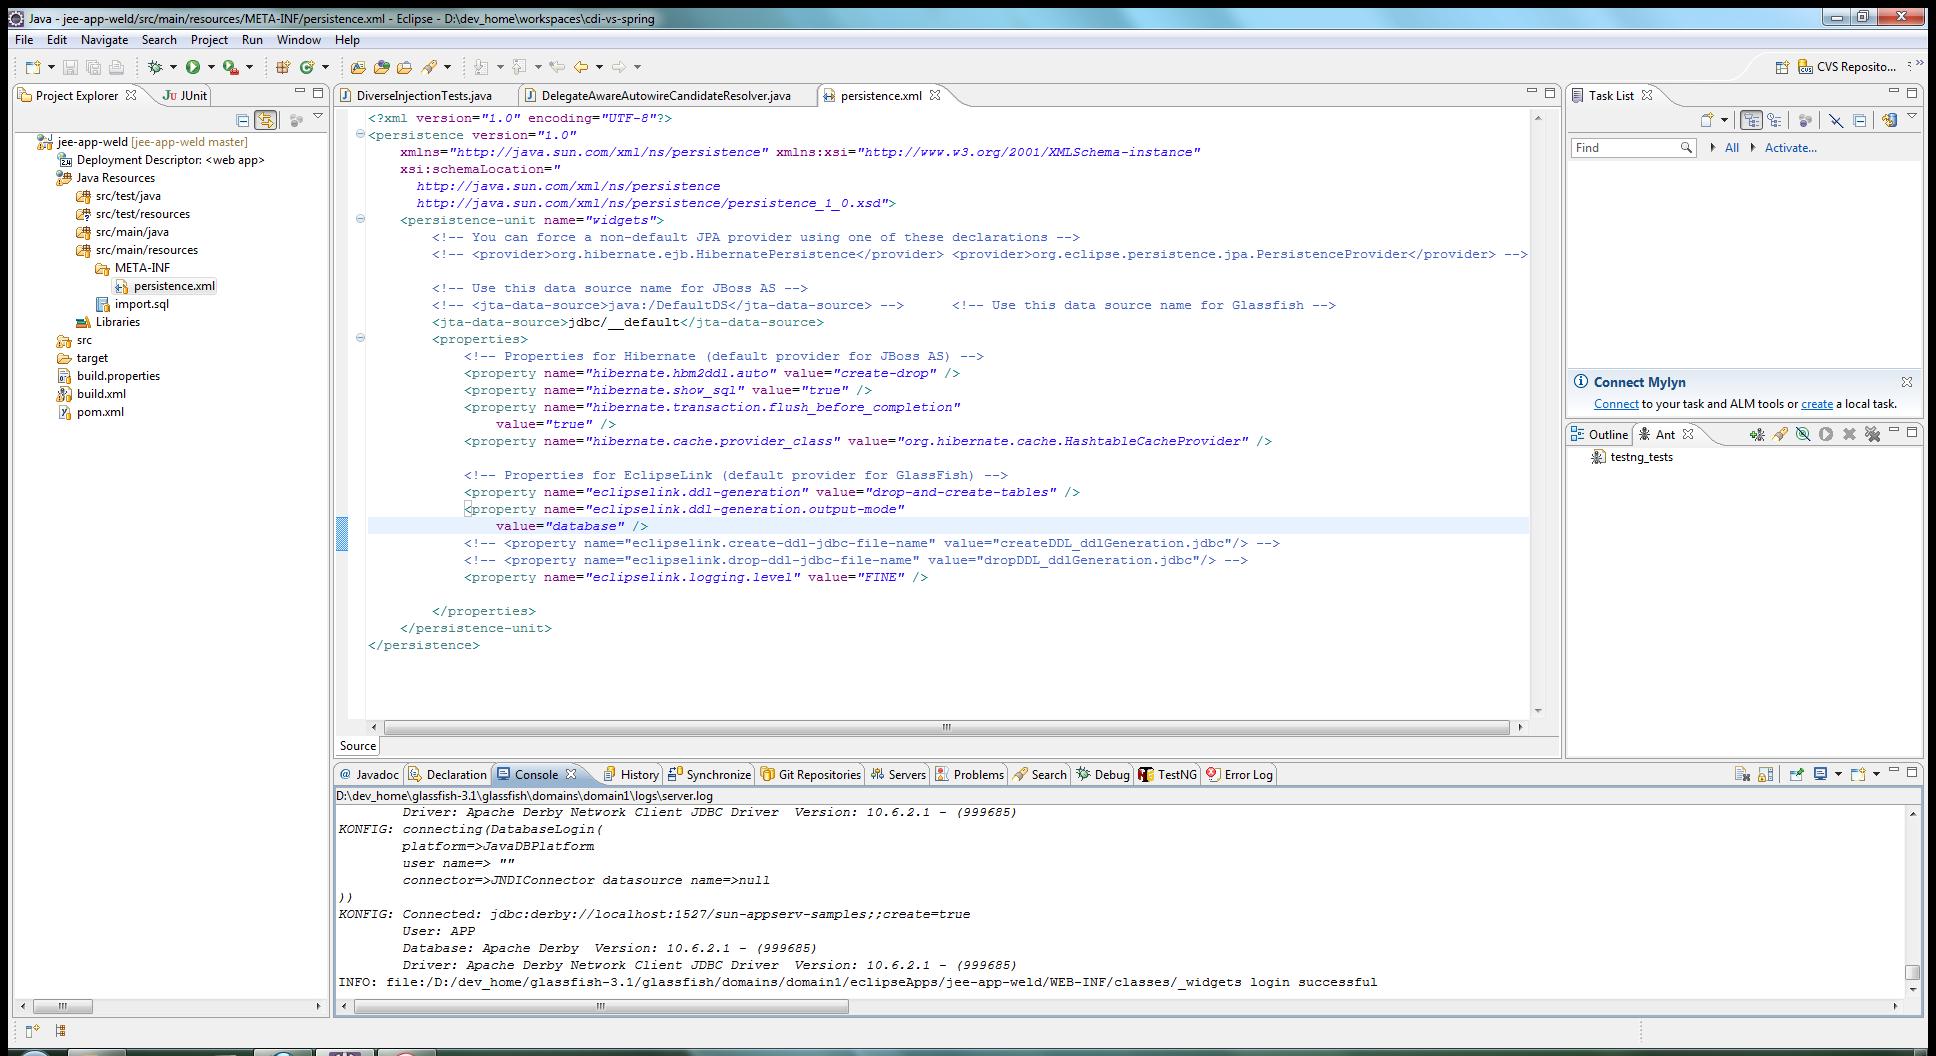 Java - jee-app-weld/src/main/resources/META-INF/persistence.xml - Eclipse - D:\dev_home\workspaces\cdi-vs-spring
File Edit Navigate Search Project Run Window Help
CVS Reposito...
Project Explorer
JUnit
jee-app-weld [jee-app-weld master]
Deployment Descriptor: <web app>
Java Resources
src/test/java
src/test/resources
src/main/java
src/main/resources
META-INF
persistence.xml
import.sql
Libraries
src
target
build.properties
build.xml
pom.xml
DiverseInjectionTests.java
DelegateAwareAutowireCandidateResolver.java
persistence.xml
<?xml version="1.0" encoding="UTF-8"?>
<persistence version="1.0"
xmlns="http://java.sun.com/xml/ns/persistence" xmlns:xsi="http://www.w3.org/2001/XMLSchema-instance"
xsi:schemaLocation="
http://java.sun.com/xml/ns/persistence
http://java.sun.com/xml/ns/persistence/persistence_1_0.xsd">
<persistence-unit name="widgets">
<!-- You can force a non-default JPA provider using one of these declarations -->
<!-- <provider>org.hibernate.ejb.HibernatePersistence</provider> <provider>org.eclipse.persistence.jpa.PersistenceProvider</provider> -->
<!-- Use this data source name for JBoss AS -->
<!-- <jta-data-source>java:/DefaultDS</jta-data-source> --> <!-- Use this data source name for Glassfish -->
<jta-data-source>jdbc/__default</jta-data-source>
<properties>
<!-- Properties for Hibernate (default provider for JBoss AS) -->
<property name="hibernate.hbm2ddl.auto" value="create-drop" />
<property name="hibernate.show_sql" value="true" />
<property name="hibernate.transaction.flush_before_completion"
value="true" />
<property name="hibernate.cache.provider_class" value="org.hibernate.cache.HashtableCacheProvider" />
<!-- Properties for EclipseLink (default provider for GlassFish) -->
<property name="eclipselink.ddl-generation" value="drop-and-create-tables" />
<property name="eclipselink.ddl-generation.output-mode"
value="database" />
<!-- <property name="eclipselink.create-ddl-jdbc-file-name" value="createDDL_ddlGeneration.jdbc"/> -->
<!-- <property name="eclipselink.drop-ddl-jdbc-file-name" value="dropDDL_ddlGeneration.jdbc"/> -->
<property name="eclipselink.logging.level" value="FINE" />
</properties>
</persistence-unit>
</persistence>
Source
Task List
Find
All
Activate...
Connect Mylyn
Connect to your task and ALM tools or create a local task.
Outline
Ant
testng_tests
Javadoc
Declaration
Console
History
Synchronize
Git Repositories
Servers
Problems
Search
Debug
TestNG
Error Log
D:\dev_home\glassfish-3.1\glassfish\domains\domain1\logs\server.log
Driver: Apache Derby Network Client JDBC Driver Version: 10.6.2.1 - (999685)
KONFIG: connecting(DatabaseLogin(
platform=>JavaDBPlatform
user name=> ""
connector=>JNDIConnector datasource name=>null
))
KONFIG: Connected: jdbc:derby://localhost:1527/sun-appserv-samples;;create=true
User: APP
Database: Apache Derby Version: 10.6.2.1 - (999685)
Driver: Apache Derby Network Client JDBC Driver Version: 10.6.2.1 - (999685)
INFO: file:/D:/dev_home/glassfish-3.1/glassfish/domains/domain1/eclipseApps/jee-app-weld/WEB-INF/classes/_widgets login successful